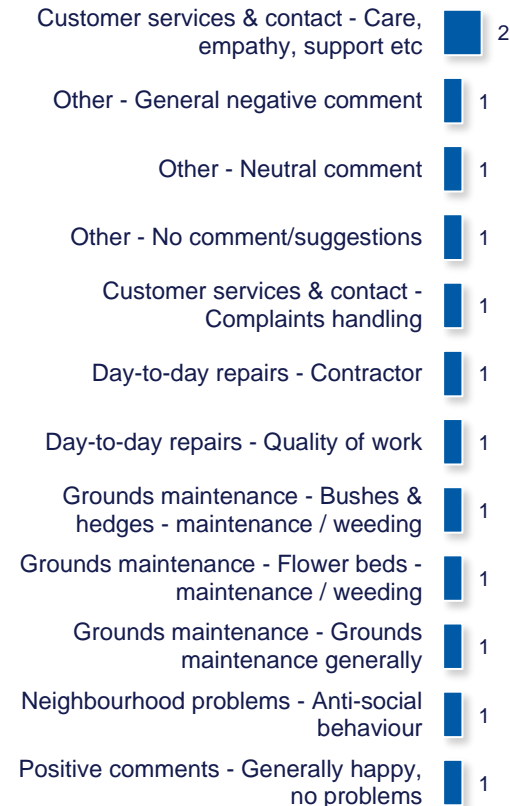 Customer services & contact - Care,
empathy, support etc
2
Other - General negative comment
1
Other - Neutral comment
1
Other - No comment/suggestions
1
Customer services & contact -
Complaints handling
1
Day-to-day repairs - Contractor
1
Day-to-day repairs - Quality of work
1
Grounds maintenance - Bushes &
hedges - maintenance / weeding
1
Grounds maintenance - Flower beds -
maintenance / weeding
1
Grounds maintenance - Grounds
maintenance generally
1
Neighbourhood problems - Anti-social
behaviour
1
Positive comments - Generally happy,
no problems
1